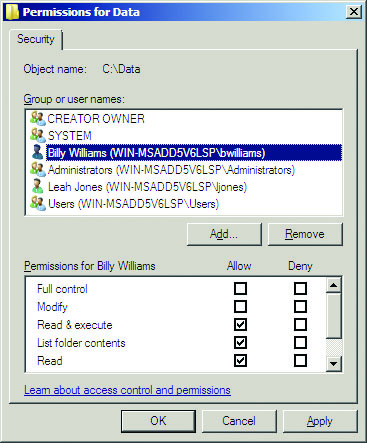 Permissions for Data
Security
Object name: C:\Data
Group or user names:
CREATOR OWNER
SYSTEM
Billy Williams (WIN-MSADD5V6LSP\bwilliams)
Administrators (WIN-MSADD5V6LSP\Administrators)
Leah Jones (WIN-MSADD5V6LSP\ljones)
Users (WIN-MSADD5V6LSP\Users)
Add... Remove
Permissions for Billy Williams Allow Deny
Full control
Modify
Read & execute
List folder contents
Read
Learn about access control and permissions
OK Cancel Apply